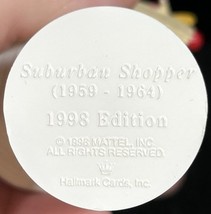 Suburban Shopper
(1959 - 1964)
1998 Edition
© 1998 MATTEL, INC.
ALL RIGHTS RESERVED
Hallmark Cards, Inc.